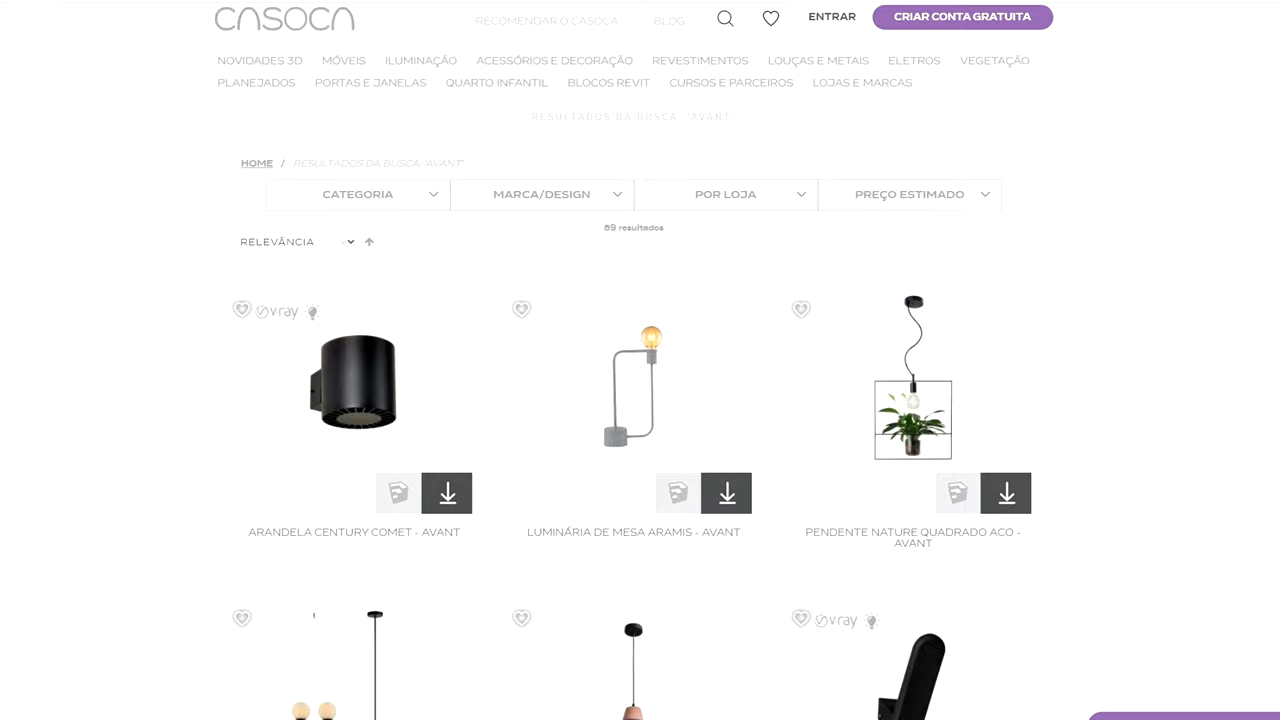 CASOCA
RECOMENDAR O CASOCA BLOG ENTRAR CRIAR CONTA GRATUITA
NOVIDADES 3D MÓVEIS ILUMINAÇÃO ACESSÓRIOS E DECORAÇÃO REVESTIMENTOS LOUÇAS E METAIS ELETROS VEGETAÇÃO
PLANEJADOS PORTAS E JANELAS QUARTO INFANTIL BLOCOS REVIT CURSOS E PARCEIROS LOJAS E MARCAS
RESULTADOS DA BUSCA: 'AVANT'
HOME / RESULTADOS DA BUSCA: 'AVANT'
CATEGORIA MARCA/DESIGN POR LOJA PREÇO ESTIMADO
89 resultados
RELEVÂNCIA
v-ray
ARANDELA CENTURY COMET - AVANT
LUMINÁRIA DE MESA ARAMIS - AVANT
PENDENTE NATURE QUADRADO ACO -
AVANT
v-ray